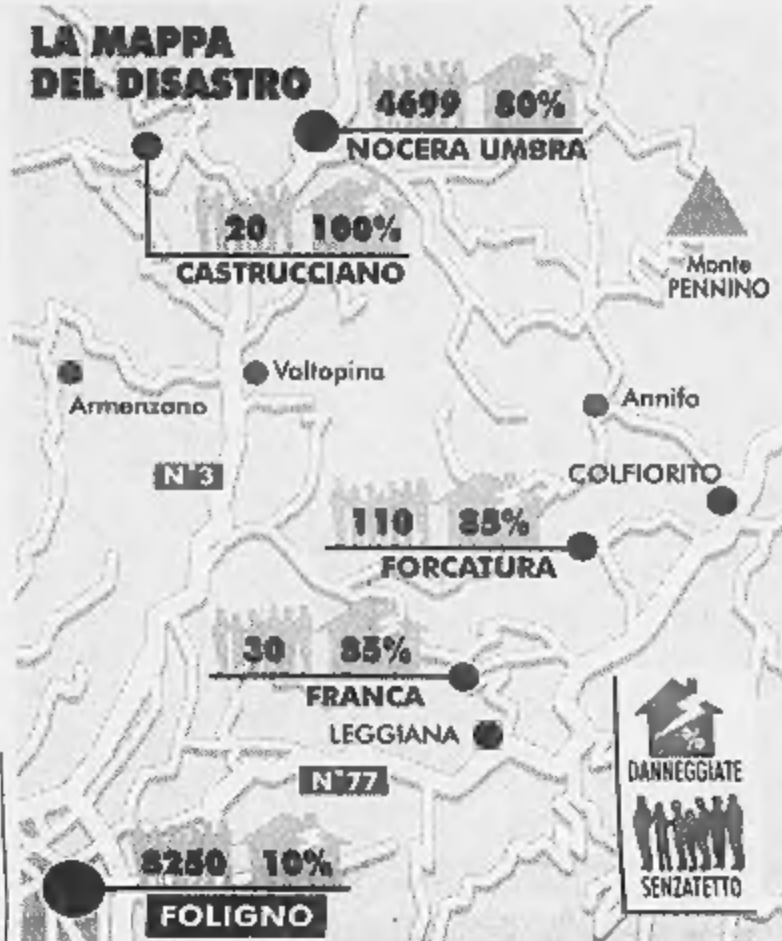 LA MAPPA
DEL DISASTRO
4699 80%
NOCERA UMBRA
20 100%
CASTRUCCIANO
Monte
PENNINO
Valtopina
Armenzano
Annifo
N°3
COLFIORITO
110 85%
FORCATURA
30 85%
FRANCA
LEGGIANA
%
DANNEGGIATE
N°77
SENZATETTO
8250 10%
FOLIGNO